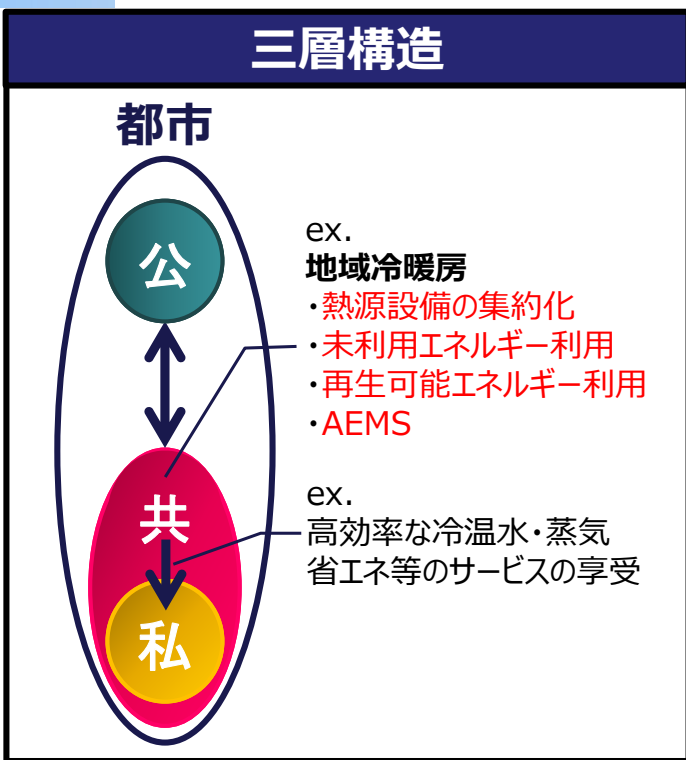 三層構造
都市
公
共
私
ex.
地域冷暖房
・熱源設備の集約化
・未利用エネルギー利用
・再生可能エネルギー利用
・AEMS
ex.
高効率な冷温水・蒸気
省エネ等のサービスの享受